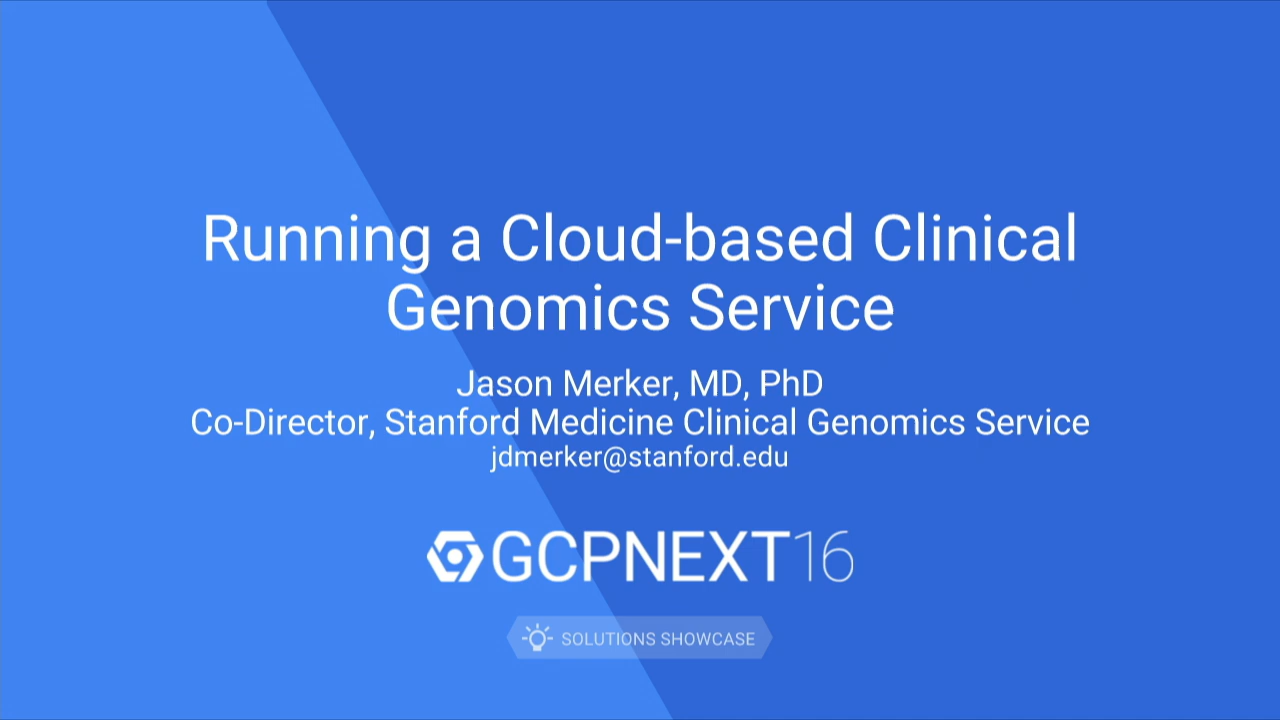 Running a Cloud-based Clinical
Genomics Service
Jason Merker, MD, PhD
Co-Director, Stanford Medicine Clinical Genomics Service
jdmerker@stanford.edu
GCPNEXT16
SOLUTIONS SHOWCASE